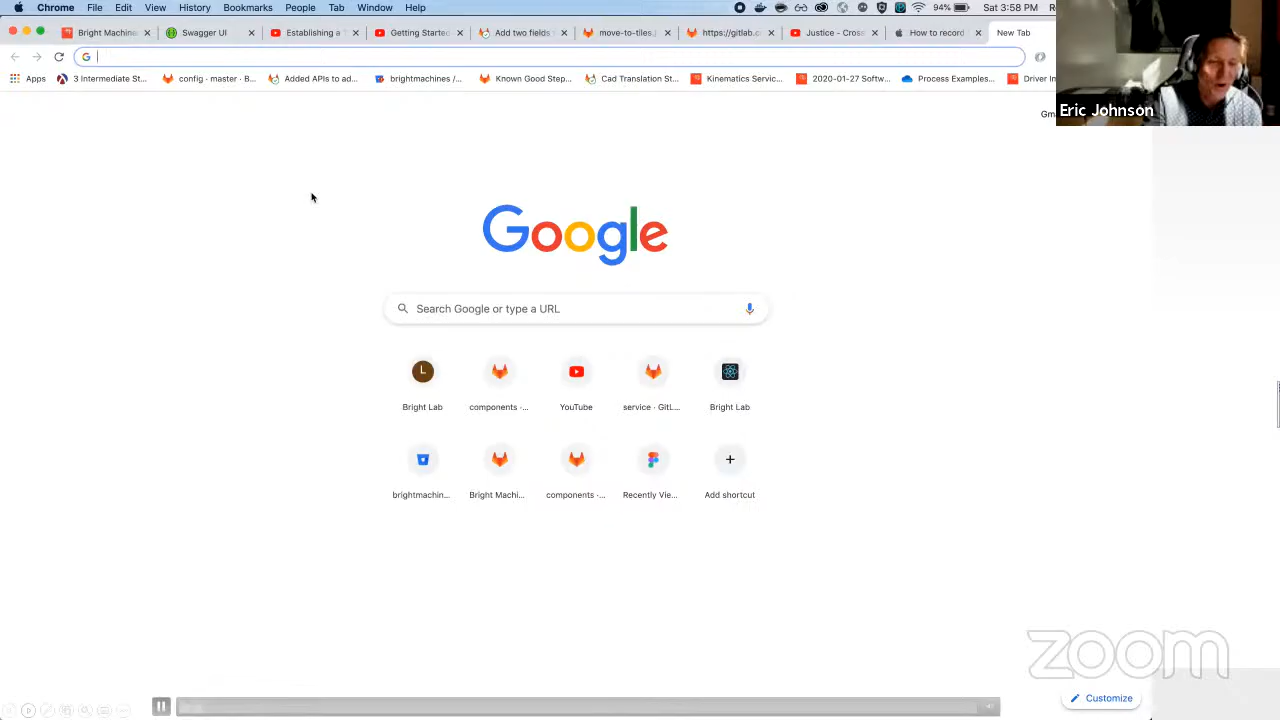 Chrome File Edit View History Bookmarks People Tab Window Help 94% Sat 3:58 PM
Bright Machine Swagger UI Establishing a T Getting Started Add two fields move-to-tiles. https://gitlab.c Justice - Cross How to record New Tab
Apps 3 Intermediate St... config · master · B... Added APIs to ad... brightmachines /... Known Good Step... Cad Translation St... Kinematics Servic... 2020-01-27 Softw... Process Examples... Driver In
Eric Johnson
Gm
Google
Search Google or type a URL
L
Bright Lab components ·... YouTube service · GitL... Bright Lab
brightmachin... Bright Machi... components ·... Recently Vie... Add shortcut
zoom
Customize